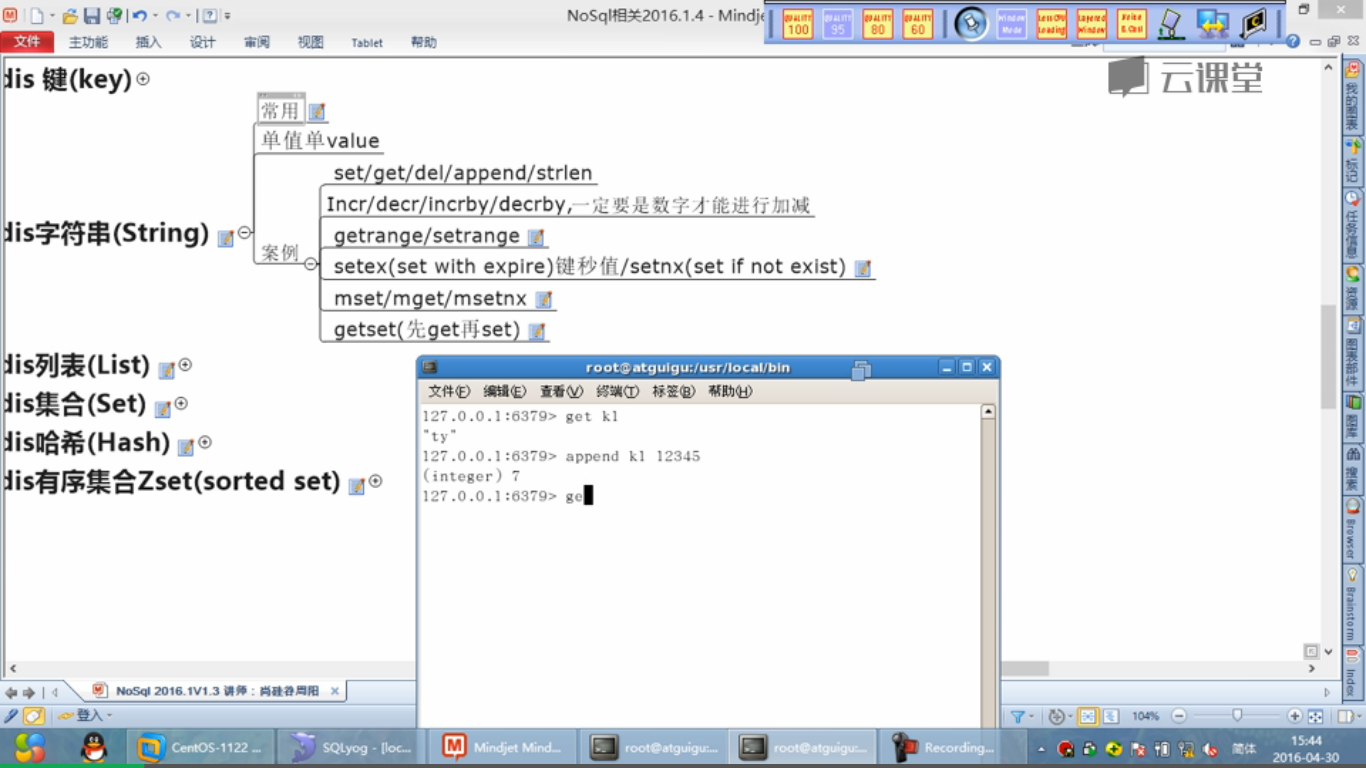 NoSql相关2016.1.4 - Mindje
QUALITY 100
QUALITY 95
QUALITY 80
QUALITY 60
Window Mode
Less CPU Loading
Layered Window
文件
主功能
插入
设计
审阅
视图
Tablet
帮助
云课堂
dis 键(key)
常用
单值单value
set/get/del/append/strlen
Incr/decr/incrby/decrby,一定要是数字才能进行加减
dis字符串(String)
案例
getrange/setrange
setex(set with expire)键秒值/setnx(set if not exist)
mset/mget/msetnx
getset(先get再set)
dis列表(List)
dis集合(Set)
dis哈希(Hash)
dis有序集合Zset(sorted set)
root@atguigu:/usr/local/bin
文件(F) 编辑(E) 查看(V) 终端(T) 标签(B) 帮助(H)
127.0.0.1:6379> get k1
"ty"
127.0.0.1:6379> append k1 12345
(integer) 7
127.0.0.1:6379> ge
我的图表
标记
任务信息
资源
图表部件
图库
搜索
Browser
Brainstorm
Index
NoSql 2016.1V1.3 讲师：尚硅谷周阳
登入
104%
CentOS-1122 ...
SQLyog - [loc...
Mindjet Mind...
root@atguigu:...
root@atguigu:...
Recording...
简体
15:44
2016-04-30